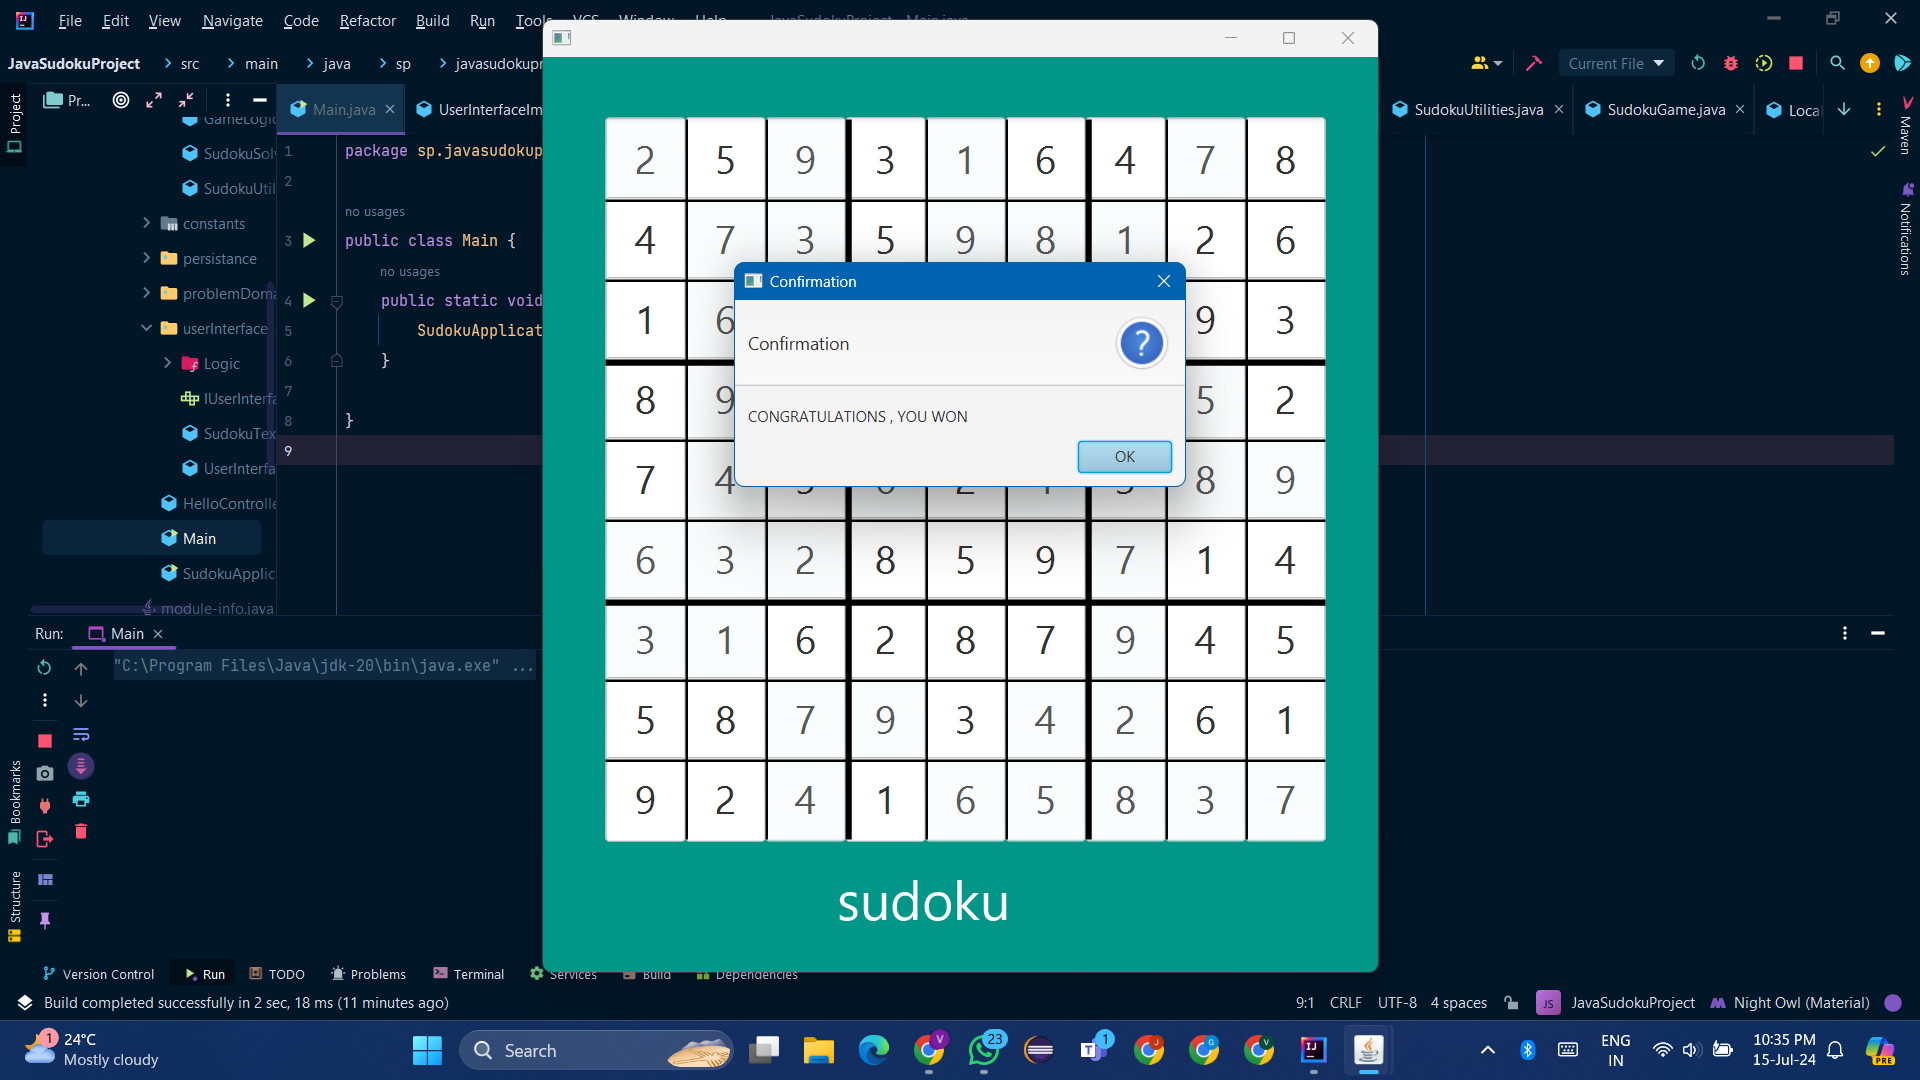 File Edit View Navigate Code Refactor Build Run Tools VCS Window Help JavaSudokuProject - Main.java
JavaSudokuProject src main java sp javasudokupr Current File
Project Pr... Main.java UserInterfaceIm SudokuUtilities.java SudokuGame.java Loca
Maven
Notifications
GameLogi
SudokuSol
SudokuUtil
constants
persistance
problemDoma
userInterface
Logic
IUserInterfa
SudokuTex
UserInterfa
HelloControlle
Main
SudokuApplic
module-info.java
1 package sp.javasudokup
2
no usages
3 public class Main {
no usages
4 public static void
5 SudokuApplicat
6 }
7
8 }
9
2 5 9 3 1 6 4 7 8
4 7 3 5 9 8 1 2 6
1 6 9 3
8 9 5 2
7 4 8 9
6 3 2 8 5 9 7 1 4
3 1 6 2 8 7 9 4 5
5 8 7 9 3 4 2 6 1
9 2 4 1 6 5 8 3 7
sudoku
Confirmation
Confirmation
?
CONGRATULATIONS , YOU WON
OK
Run: Main
"C:\Program Files\Java\jdk-20\bin\java.exe" ...
Bookmarks
Structure
Version Control Run TODO Problems Terminal Services Build Dependencies
Build completed successfully in 2 sec, 18 ms (11 minutes ago)
9:1 CRLF UTF-8 4 spaces JS JavaSudokuProject Night Owl (Material)
1 24°C
Mostly cloudy
Search
V 23 1 J G V IJ
ENG
IN
10:35 PM
15-Jul-24
PRE